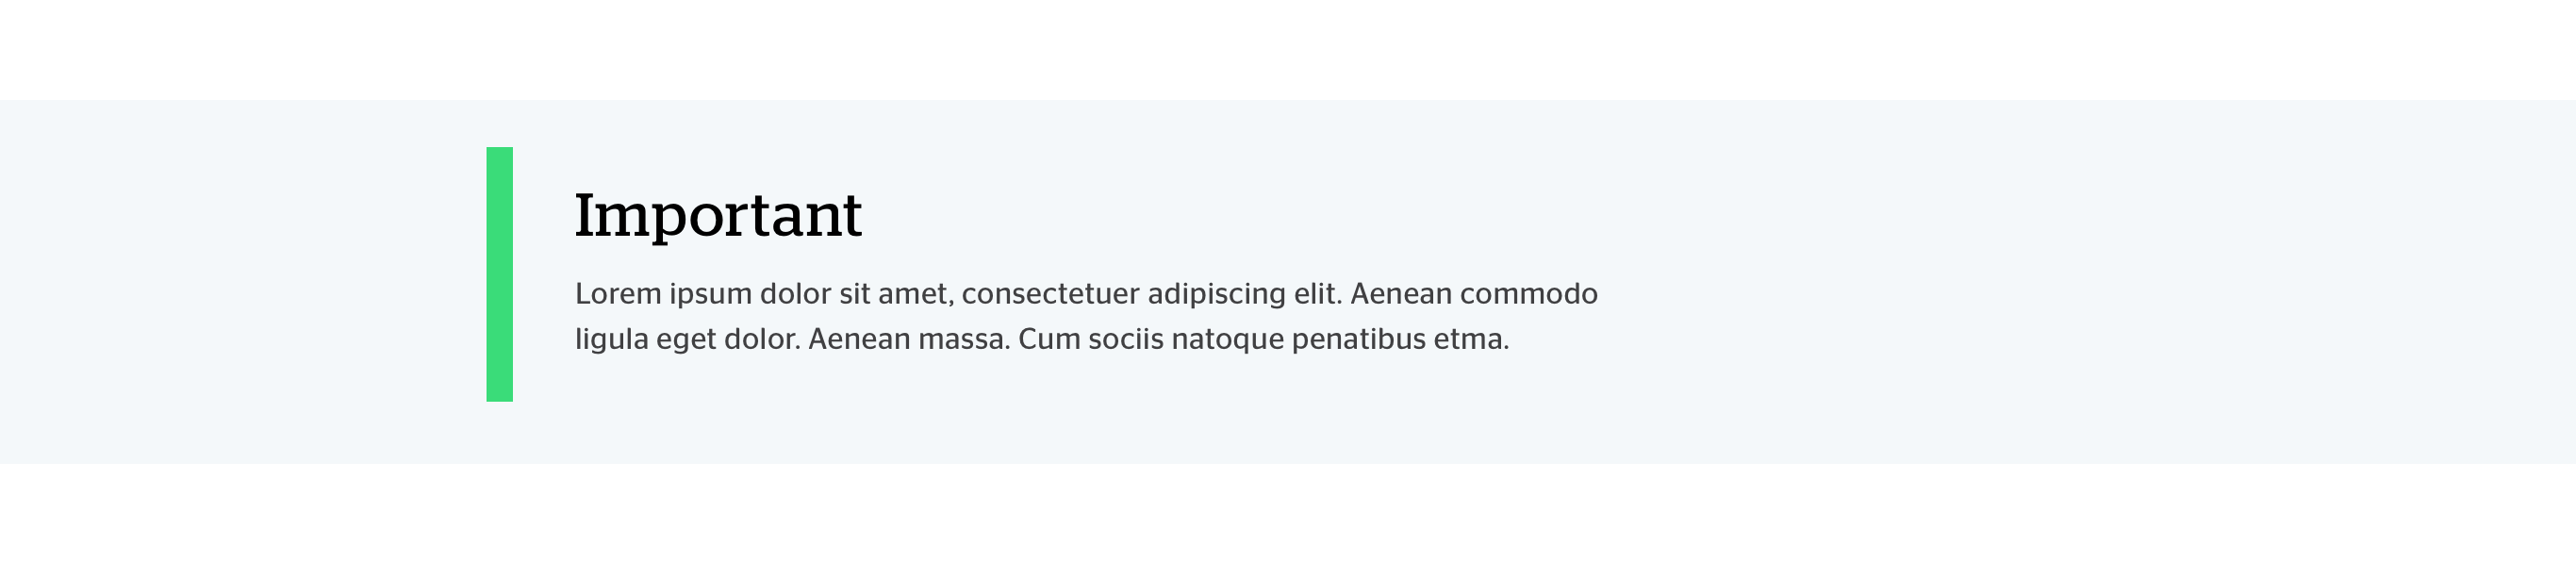 Important
Lorem ipsum dolor sit amet, consectetuer adipiscing elit. Aenean commodo
ligula eget dolor. Aenean massa. Cum sociis natoque penatibus etma.